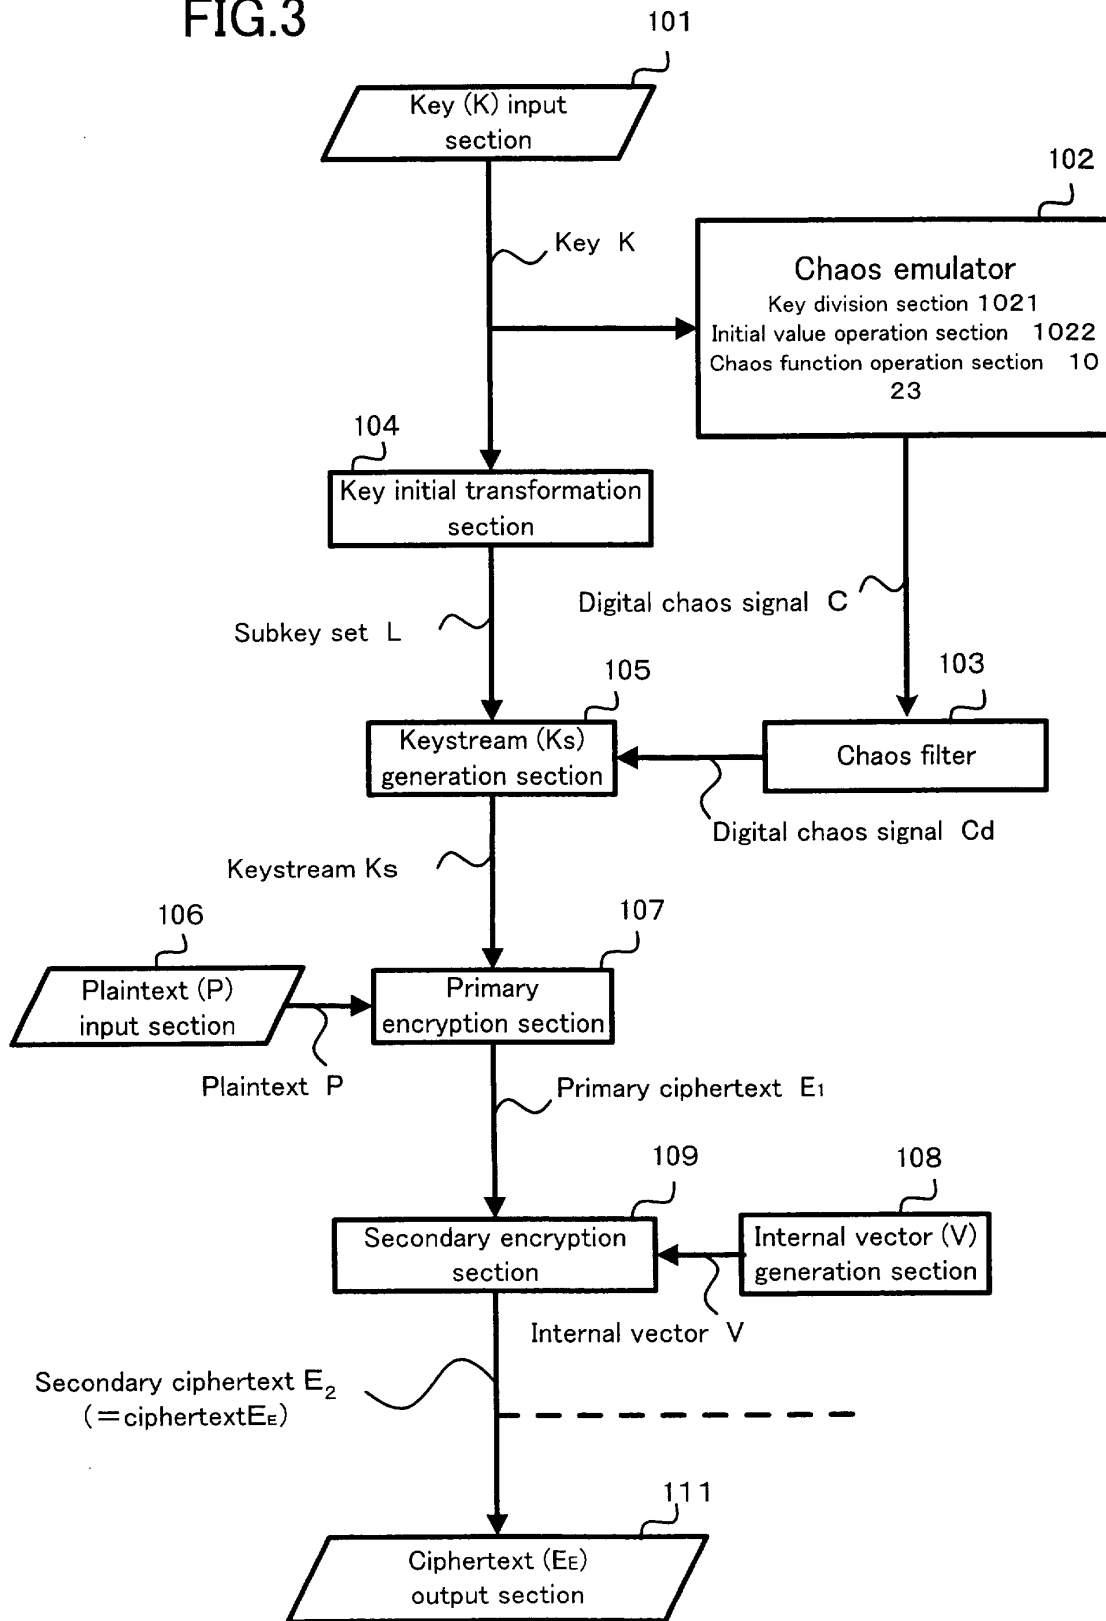 FIG.3
101
Key (K) input
section
102
Key K
Chaos emulator
Key division section 1021
Initial value operation section 1022
Chaos function operation section 10
23
104
Key initial transformation
section
Digital chaos signal C
Subkey set L
105
103
Keystream (Ks)
generation section
Chaos filter
Digital chaos signal Cd
Keystream Ks
106
107
Plaintext (P)
input section
Primary
encryption section
Plaintext P
Primary ciphertext E1
109
108
Secondary encryption
section
Internal vector (V)
generation section
Internal vector V
Secondary ciphertext E2
(=ciphertextEE)
111
Ciphertext (EE)
output section